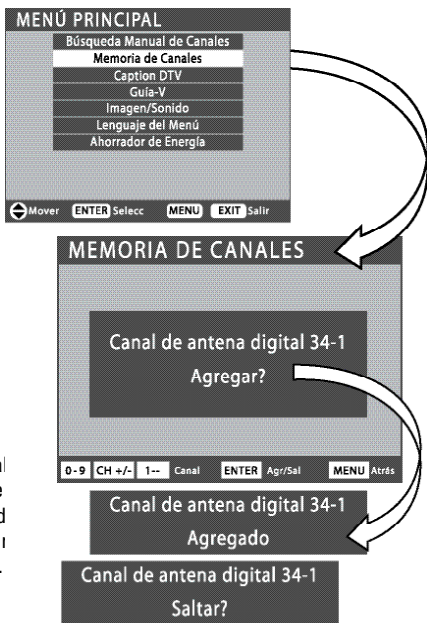 MENÚ PRINCIPAL
Búsqueda Manual de Canales
Memoria de Canales
Caption DTV
Guía-V
Imagen/Sonido
Lenguaje del Menú
Ahorrador de Energía
Mover ENTER Selecc MENU EXIT Salir
MEMORIA DE CANALES
Canal de antena digital 34-1
Agregar?
0-9 CH +/- 1-- Canal ENTER Agr/Sal MENU Atrás
Canal de antena digital 34-1
Agregado
Canal de antena digital 34-1
Saltar?